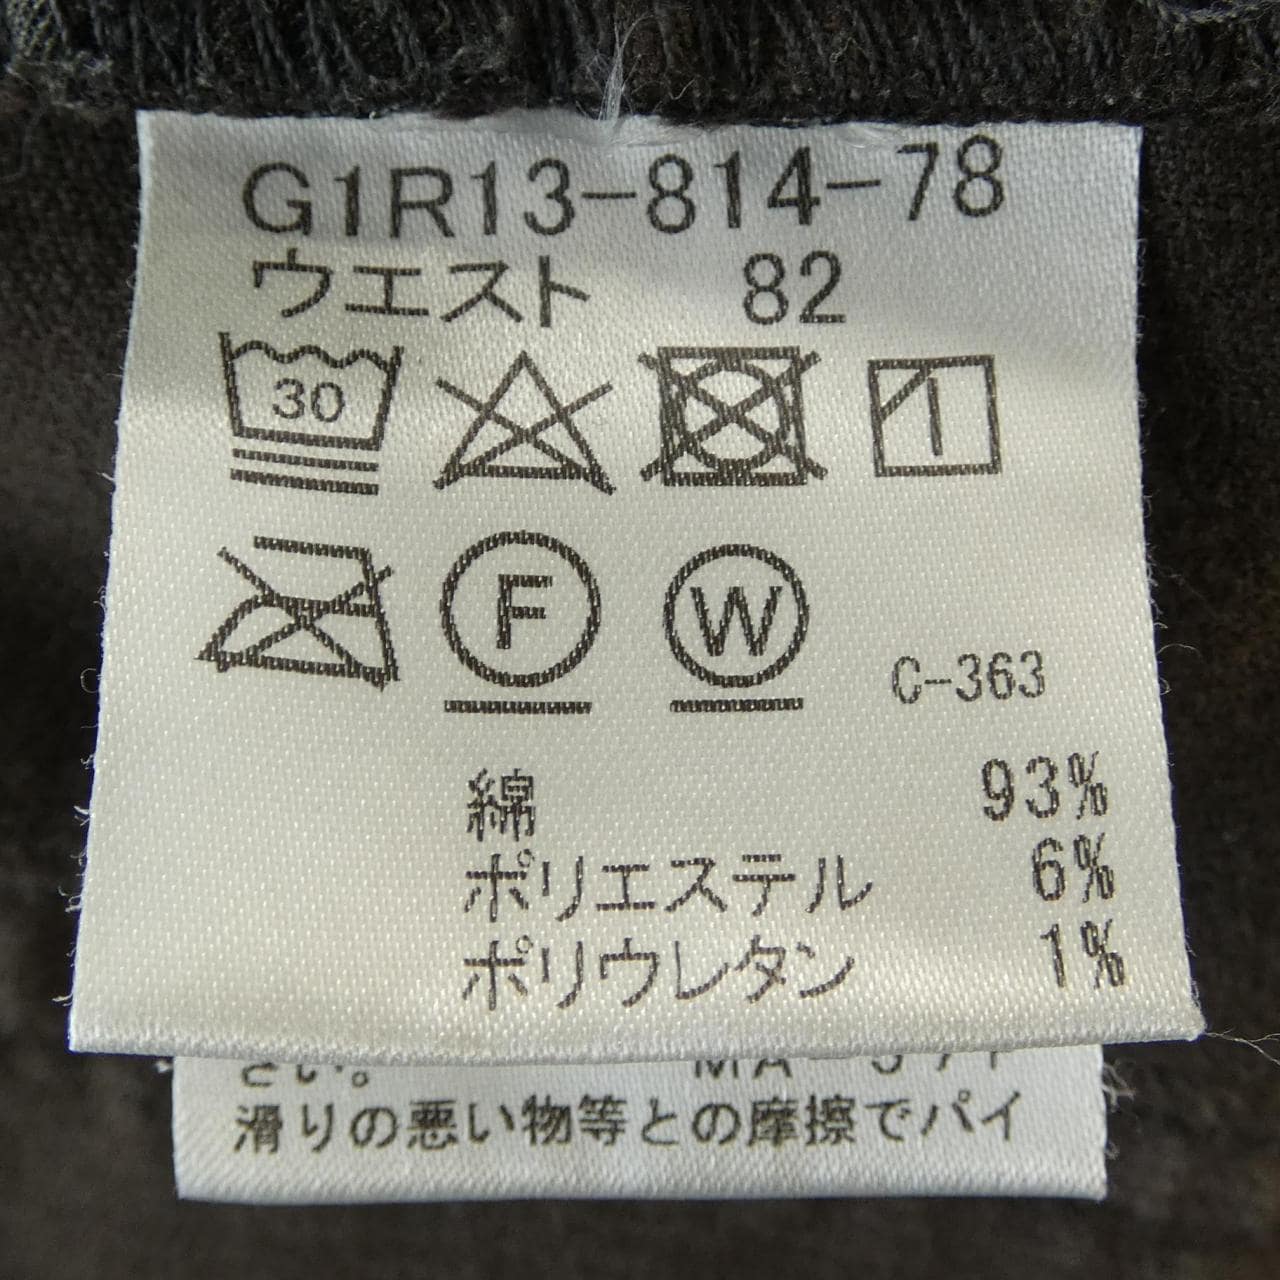 G1R13-814-78
ウエスト 82
30
F W C-363
綿 93%
ポリエステル 6%
ポリウレタン 1%
さい。
滑りの悪い物等との摩擦でパイ